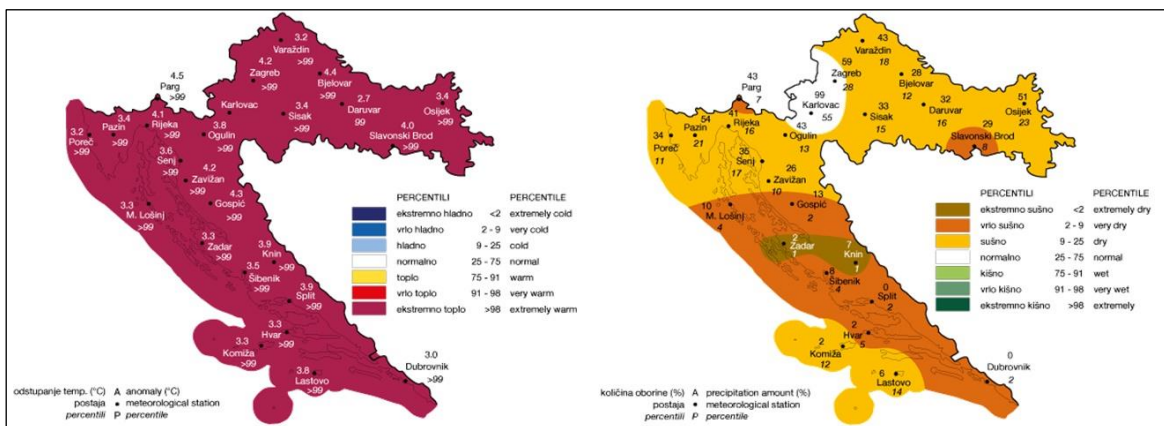 3.2
Varaždin
>99
4.2
Zagreb
>99
4.4
Bjelovar
>99
4.5
Parg
>99
Karlovac
3.4
Sisak
>99
2.7
Daruvar
99
3.4
Osijek
>99
4.0
Slavonski Brod
>99
3.2
Poreč
>99
3.4
Pazin
>99
4.1
Rijeka
>99
3.8
Ogulin
>99
3.6
Senj
>99
4.2
Zavižan
>99
4.3
Gospić
>99
3.3
M. Lošinj
>99
3.3
Zadar
>99
3.9
Knin
>99
3.5
Šibenik
>99
3.9
Split
>99
3.3
Hvar
>99
3.3
Komiža
>99
3.8
Lastovo
>99
3.0
Dubrovnik
>99
PERCENTILI PERCENTILE
ekstremno hladno <2 extremely cold
vrlo hladno 2 - 9 very cold
hladno 9 - 25 cold
normalno 25 - 75 normal
toplo 75 - 91 warm
vrlo toplo 91 - 98 very warm
ekstremno toplo >98 extremely warm
odstupanje temp. (°C) A anomaly (°C)
postaja • meteorological station
percentili P percentile
43
Varaždin
18
59
Zagreb
28
28
Bjelovar
12
43
Parg
7
99
Karlovac
55
33
Sisak
15
32
Daruvar
16
51
Osijek
23
29
Slavonski Brod
8
34
Poreč
11
54
Pazin
21
41
Rijeka
16
43
Ogulin
13
35
Senj
17
26
Zavižan
10
13
Gospić
2
10
M. Lošinj
4
2
Zadar
1
7
Knin
1
8
Šibenik
4
0
Split
2
2
Hvar
5
2
Komiža
12
6
Lastovo
14
0
Dubrovnik
2
PERCENTILI PERCENTILE
ekstremno sušno <2 extremely dry
vrlo sušno 2 - 9 very dry
sušno 9 - 25 dry
normalno 25 - 75 normal
kišno 75 - 91 wet
vrlo kišno 91 - 98 very wet
ekstremno kišno >98 extremely
količina oborine (%) A precipitation amount (%)
postaja • meteorological station
percentili P percentile